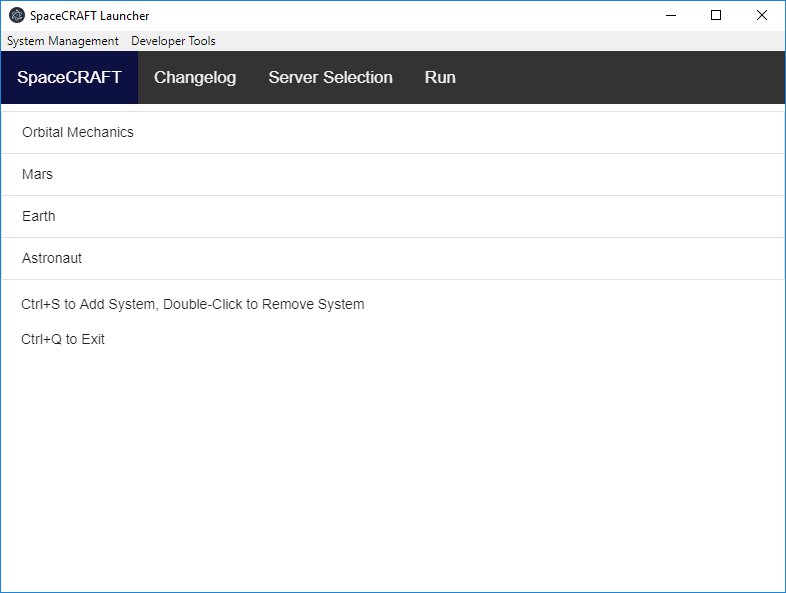 SpaceCRAFT Launcher
System Management Developer Tools
SpaceCRAFT Changelog Server Selection Run
Orbital Mechanics
Mars
Earth
Astronaut
Ctrl+S to Add System, Double-Click to Remove System
Ctrl+Q to Exit